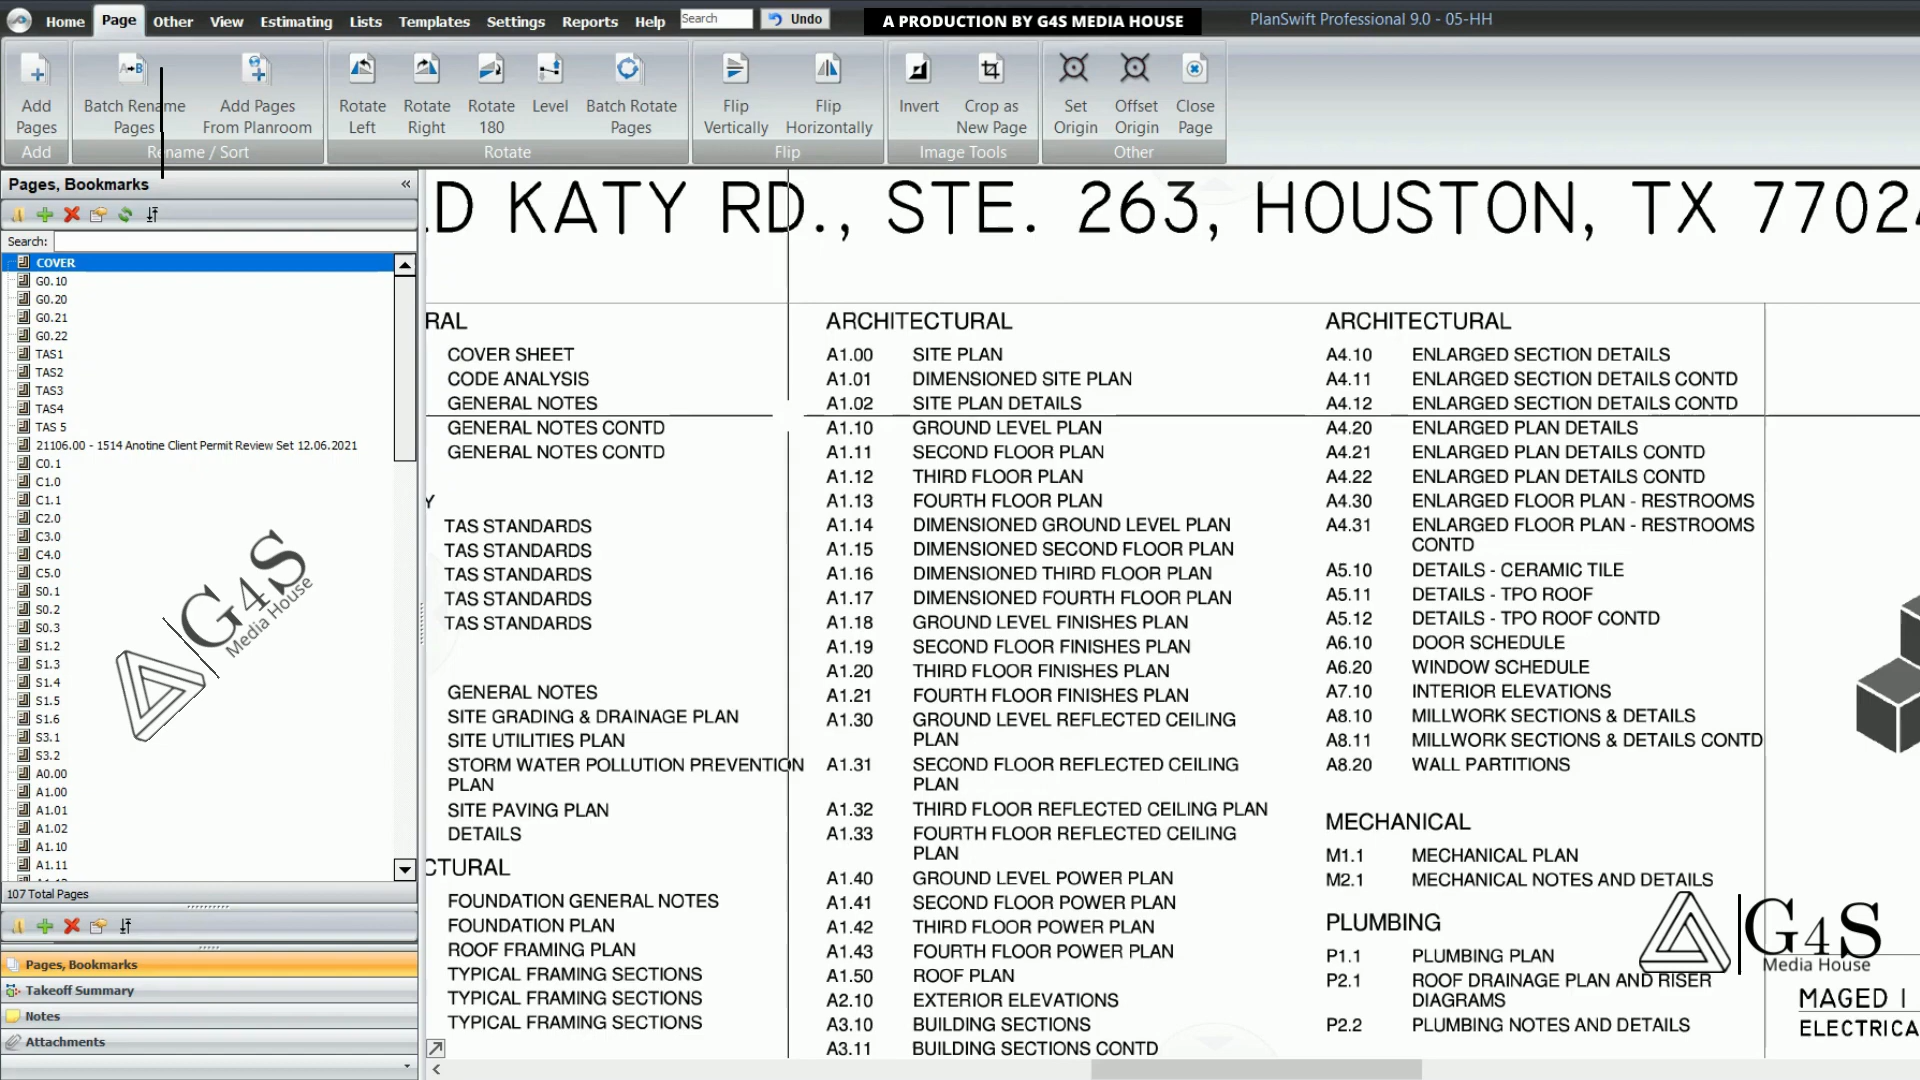 Home Page Other View Estimating Lists Templates Settings Reports Help Search Undo
A PRODUCTION BY G4S MEDIA HOUSE
PlanSwift Professional 9.0 - 05-HH
Add Pages
Batch Rename Pages
Add Pages From Planroom
Rotate Left
Rotate Right
Rotate 180
Level
Batch Rotate Pages
Flip Vertically
Flip Horizontally
Invert
Crop as New Page
Set Origin
Offset Origin
Close Page
Add
Rename / Sort
Rotate
Flip
Image Tools
Other
Pages, Bookmarks
Search:
COVER
G0.10
G0.20
G0.21
G0.22
TAS1
TAS2
TAS3
TAS4
TAS 5
21106.00 - 1514 Anotine Client Permit Review Set 12.06.2021
C0.1
C1.0
C1.1
C2.0
C3.0
C4.0
C5.0
S0.1
S0.2
S0.3
S1.2
S1.3
S1.4
S1.5
S1.6
S3.1
S3.2
A0.00
A1.00
A1.01
A1.02
A1.10
A1.11
107 Total Pages
Pages, Bookmarks
Takeoff Summary
Notes
Attachments
G4S
Media House
D KATY RD., STE. 263, HOUSTON, TX 7702
RAL
COVER SHEET
CODE ANALYSIS
GENERAL NOTES
GENERAL NOTES CONTD
GENERAL NOTES CONTD
Y
TAS STANDARDS
TAS STANDARDS
TAS STANDARDS
TAS STANDARDS
TAS STANDARDS
GENERAL NOTES
SITE GRADING & DRAINAGE PLAN
SITE UTILITIES PLAN
STORM WATER POLLUTION PREVENTION
PLAN
SITE PAVING PLAN
DETAILS
CTURAL
FOUNDATION GENERAL NOTES
FOUNDATION PLAN
ROOF FRAMING PLAN
TYPICAL FRAMING SECTIONS
TYPICAL FRAMING SECTIONS
TYPICAL FRAMING SECTIONS
ARCHITECTURAL
A1.00 SITE PLAN
A1.01 DIMENSIONED SITE PLAN
A1.02 SITE PLAN DETAILS
A1.10 GROUND LEVEL PLAN
A1.11 SECOND FLOOR PLAN
A1.12 THIRD FLOOR PLAN
A1.13 FOURTH FLOOR PLAN
A1.14 DIMENSIONED GROUND LEVEL PLAN
A1.15 DIMENSIONED SECOND FLOOR PLAN
A1.16 DIMENSIONED THIRD FLOOR PLAN
A1.17 DIMENSIONED FOURTH FLOOR PLAN
A1.18 GROUND LEVEL FINISHES PLAN
A1.19 SECOND FLOOR FINISHES PLAN
A1.20 THIRD FLOOR FINISHES PLAN
A1.21 FOURTH FLOOR FINISHES PLAN
A1.30 GROUND LEVEL REFLECTED CEILING
PLAN
A1.31 SECOND FLOOR REFLECTED CEILING
PLAN
A1.32 THIRD FLOOR REFLECTED CEILING PLAN
A1.33 FOURTH FLOOR REFLECTED CEILING
PLAN
A1.40 GROUND LEVEL POWER PLAN
A1.41 SECOND FLOOR POWER PLAN
A1.42 THIRD FLOOR POWER PLAN
A1.43 FOURTH FLOOR POWER PLAN
A1.50 ROOF PLAN
A2.10 EXTERIOR ELEVATIONS
A3.10 BUILDING SECTIONS
A3.11 BUILDING SECTIONS CONTD
ARCHITECTURAL
A4.10 ENLARGED SECTION DETAILS
A4.11 ENLARGED SECTION DETAILS CONTD
A4.12 ENLARGED SECTION DETAILS CONTD
A4.20 ENLARGED PLAN DETAILS
A4.21 ENLARGED PLAN DETAILS CONTD
A4.22 ENLARGED PLAN DETAILS CONTD
A4.30 ENLARGED FLOOR PLAN - RESTROOMS
A4.31 ENLARGED FLOOR PLAN - RESTROOMS
CONTD
A5.10 DETAILS - CERAMIC TILE
A5.11 DETAILS - TPO ROOF
A5.12 DETAILS - TPO ROOF CONTD
A6.10 DOOR SCHEDULE
A6.20 WINDOW SCHEDULE
A7.10 INTERIOR ELEVATIONS
A8.10 MILLWORK SECTIONS & DETAILS
A8.11 MILLWORK SECTIONS & DETAILS CONTD
A8.20 WALL PARTITIONS
MECHANICAL
M1.1 MECHANICAL PLAN
M2.1 MECHANICAL NOTES AND DETAILS
PLUMBING
P1.1 PLUMBING PLAN
P2.1 ROOF DRAINAGE PLAN AND RISER
DIAGRAMS
P2.2 PLUMBING NOTES AND DETAILS
G4S
Media House
MAGED
ELECTRICA